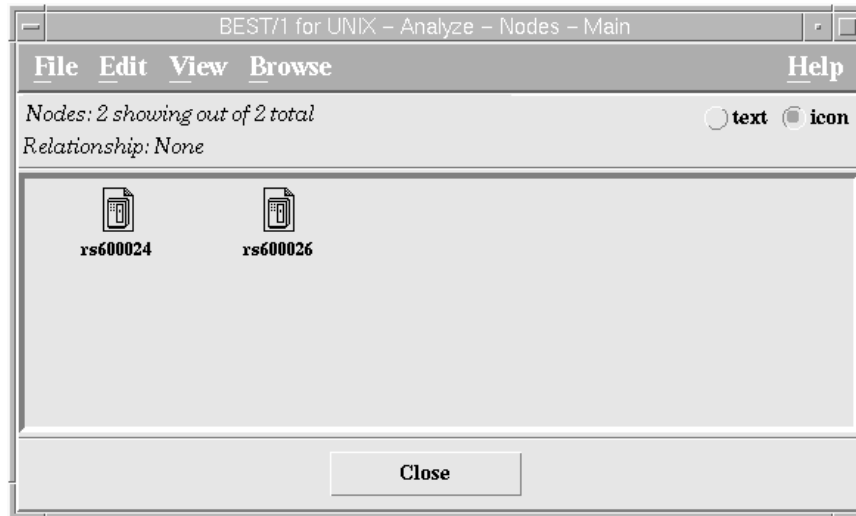 BEST/1 for UNIX – Analyze – Nodes – Main
File Edit View Browse Help
Nodes: 2 showing out of 2 total
text icon
Relationship: None
rs600024 rs600026
Close